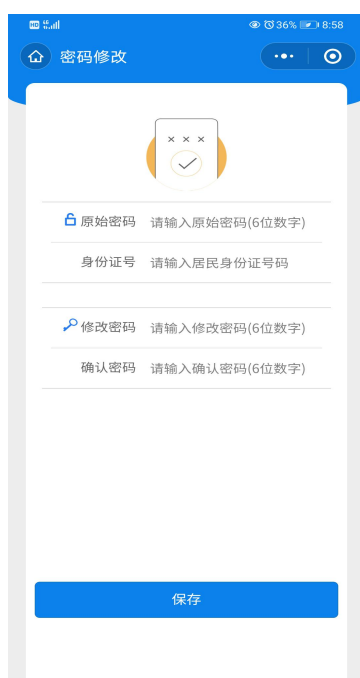 HD 36% 8:58
密码修改
× × ×
原始密码 请输入原始密码(6位数字)
身份证号 请输入居民身份证号码
修改密码 请输入修改密码(6位数字)
确认密码 请输入确认密码(6位数字)
保存